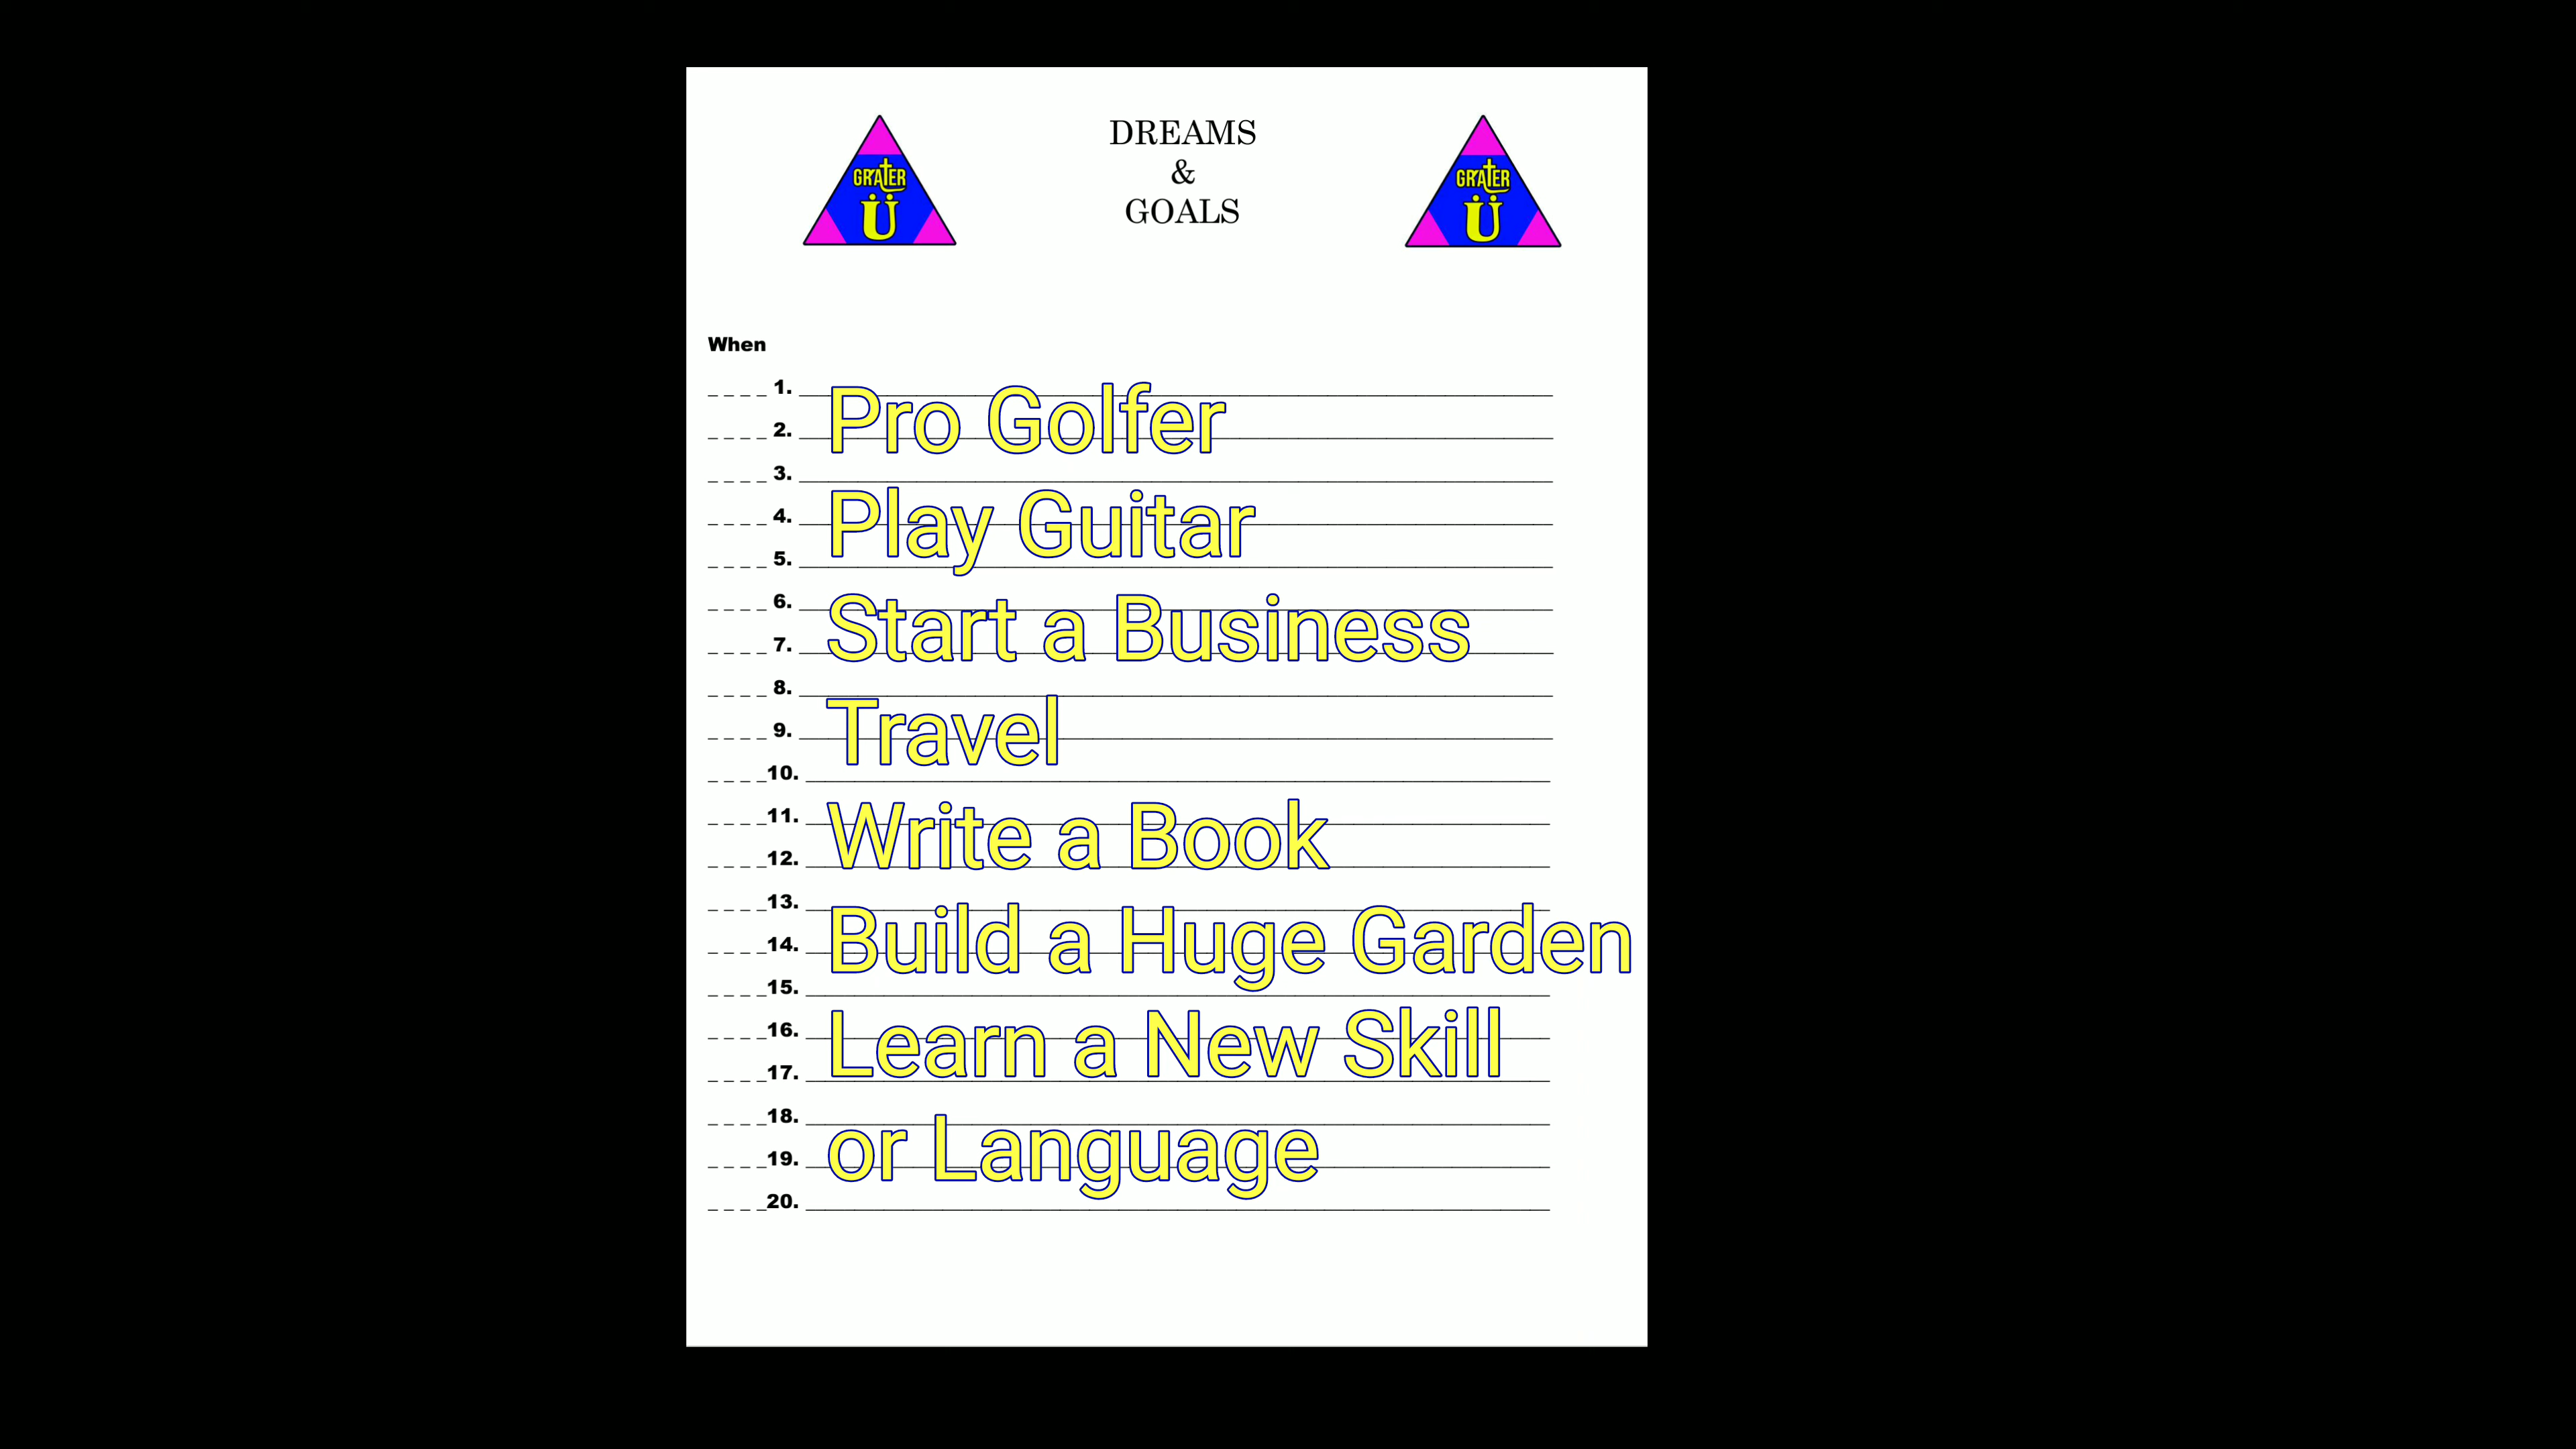 GRATER
Ü
DREAMS
&
GOALS
GRATER
Ü
When
1.
Pro Golfer
2.
3.
Play Guitar
4.
5.
6.
Start a Business
7.
8.
Travel
9.
10.
11.
Write a Book
12.
13.
Build a Huge Garden
14.
15.
16.
Learn a New Skill
17.
18.
or Language
19.
20.